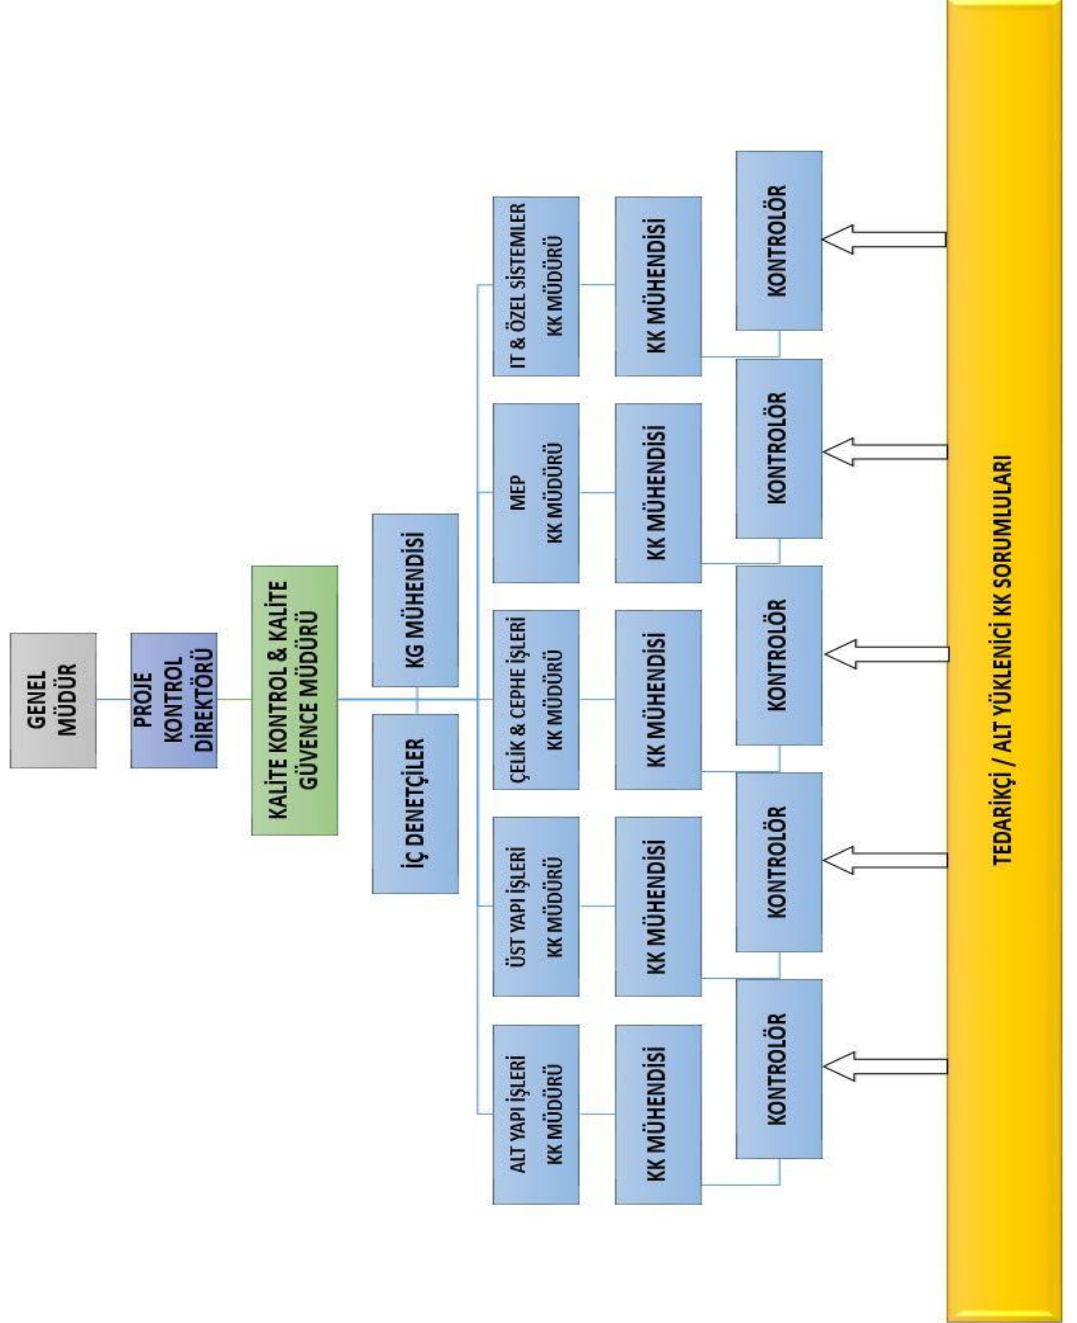 GENEL
MÜDÜR
PROJE
KONTROL
DİREKTÖRÜ
KALİTE KONTROL & KALİTE
GÜVENCE MÜDÜRÜ
İÇ DENETÇİLER
KG MÜHENDİSİ
ALT YAPI İŞLERİ
KK MÜDÜRÜ
ÜST YAPI İŞLERİ
KK MÜDÜRÜ
ÇELİK & CEPHE İŞLERİ
KK MÜDÜRÜ
MEP
KK MÜDÜRÜ
IT & ÖZEL SİSTEMLER
KK MÜDÜRÜ
KK MÜHENDİSİ
KK MÜHENDİSİ
KK MÜHENDİSİ
KK MÜHENDİSİ
KK MÜHENDİSİ
KONTROLÖR
KONTROLÖR
KONTROLÖR
KONTROLÖR
KONTROLÖR
TEDARİKÇİ / ALT YÜKLENİCİ KK SORUMLULARI